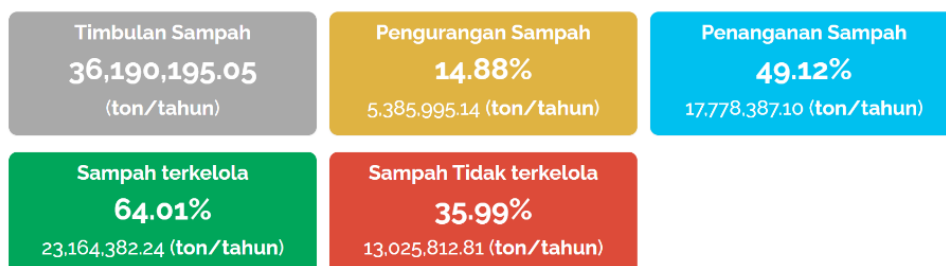 Timbulan Sampah
36,190,195.05
(ton/tahun)
Pengurangan Sampah
14.88%
5,385,995.14 (ton/tahun)
Penanganan Sampah
49.12%
17,778,387.10 (ton/tahun)
Sampah terkelola
64.01%
23,164,382.24 (ton/tahun)
Sampah Tidak terkelola
35.99%
13,025,812.81 (ton/tahun)